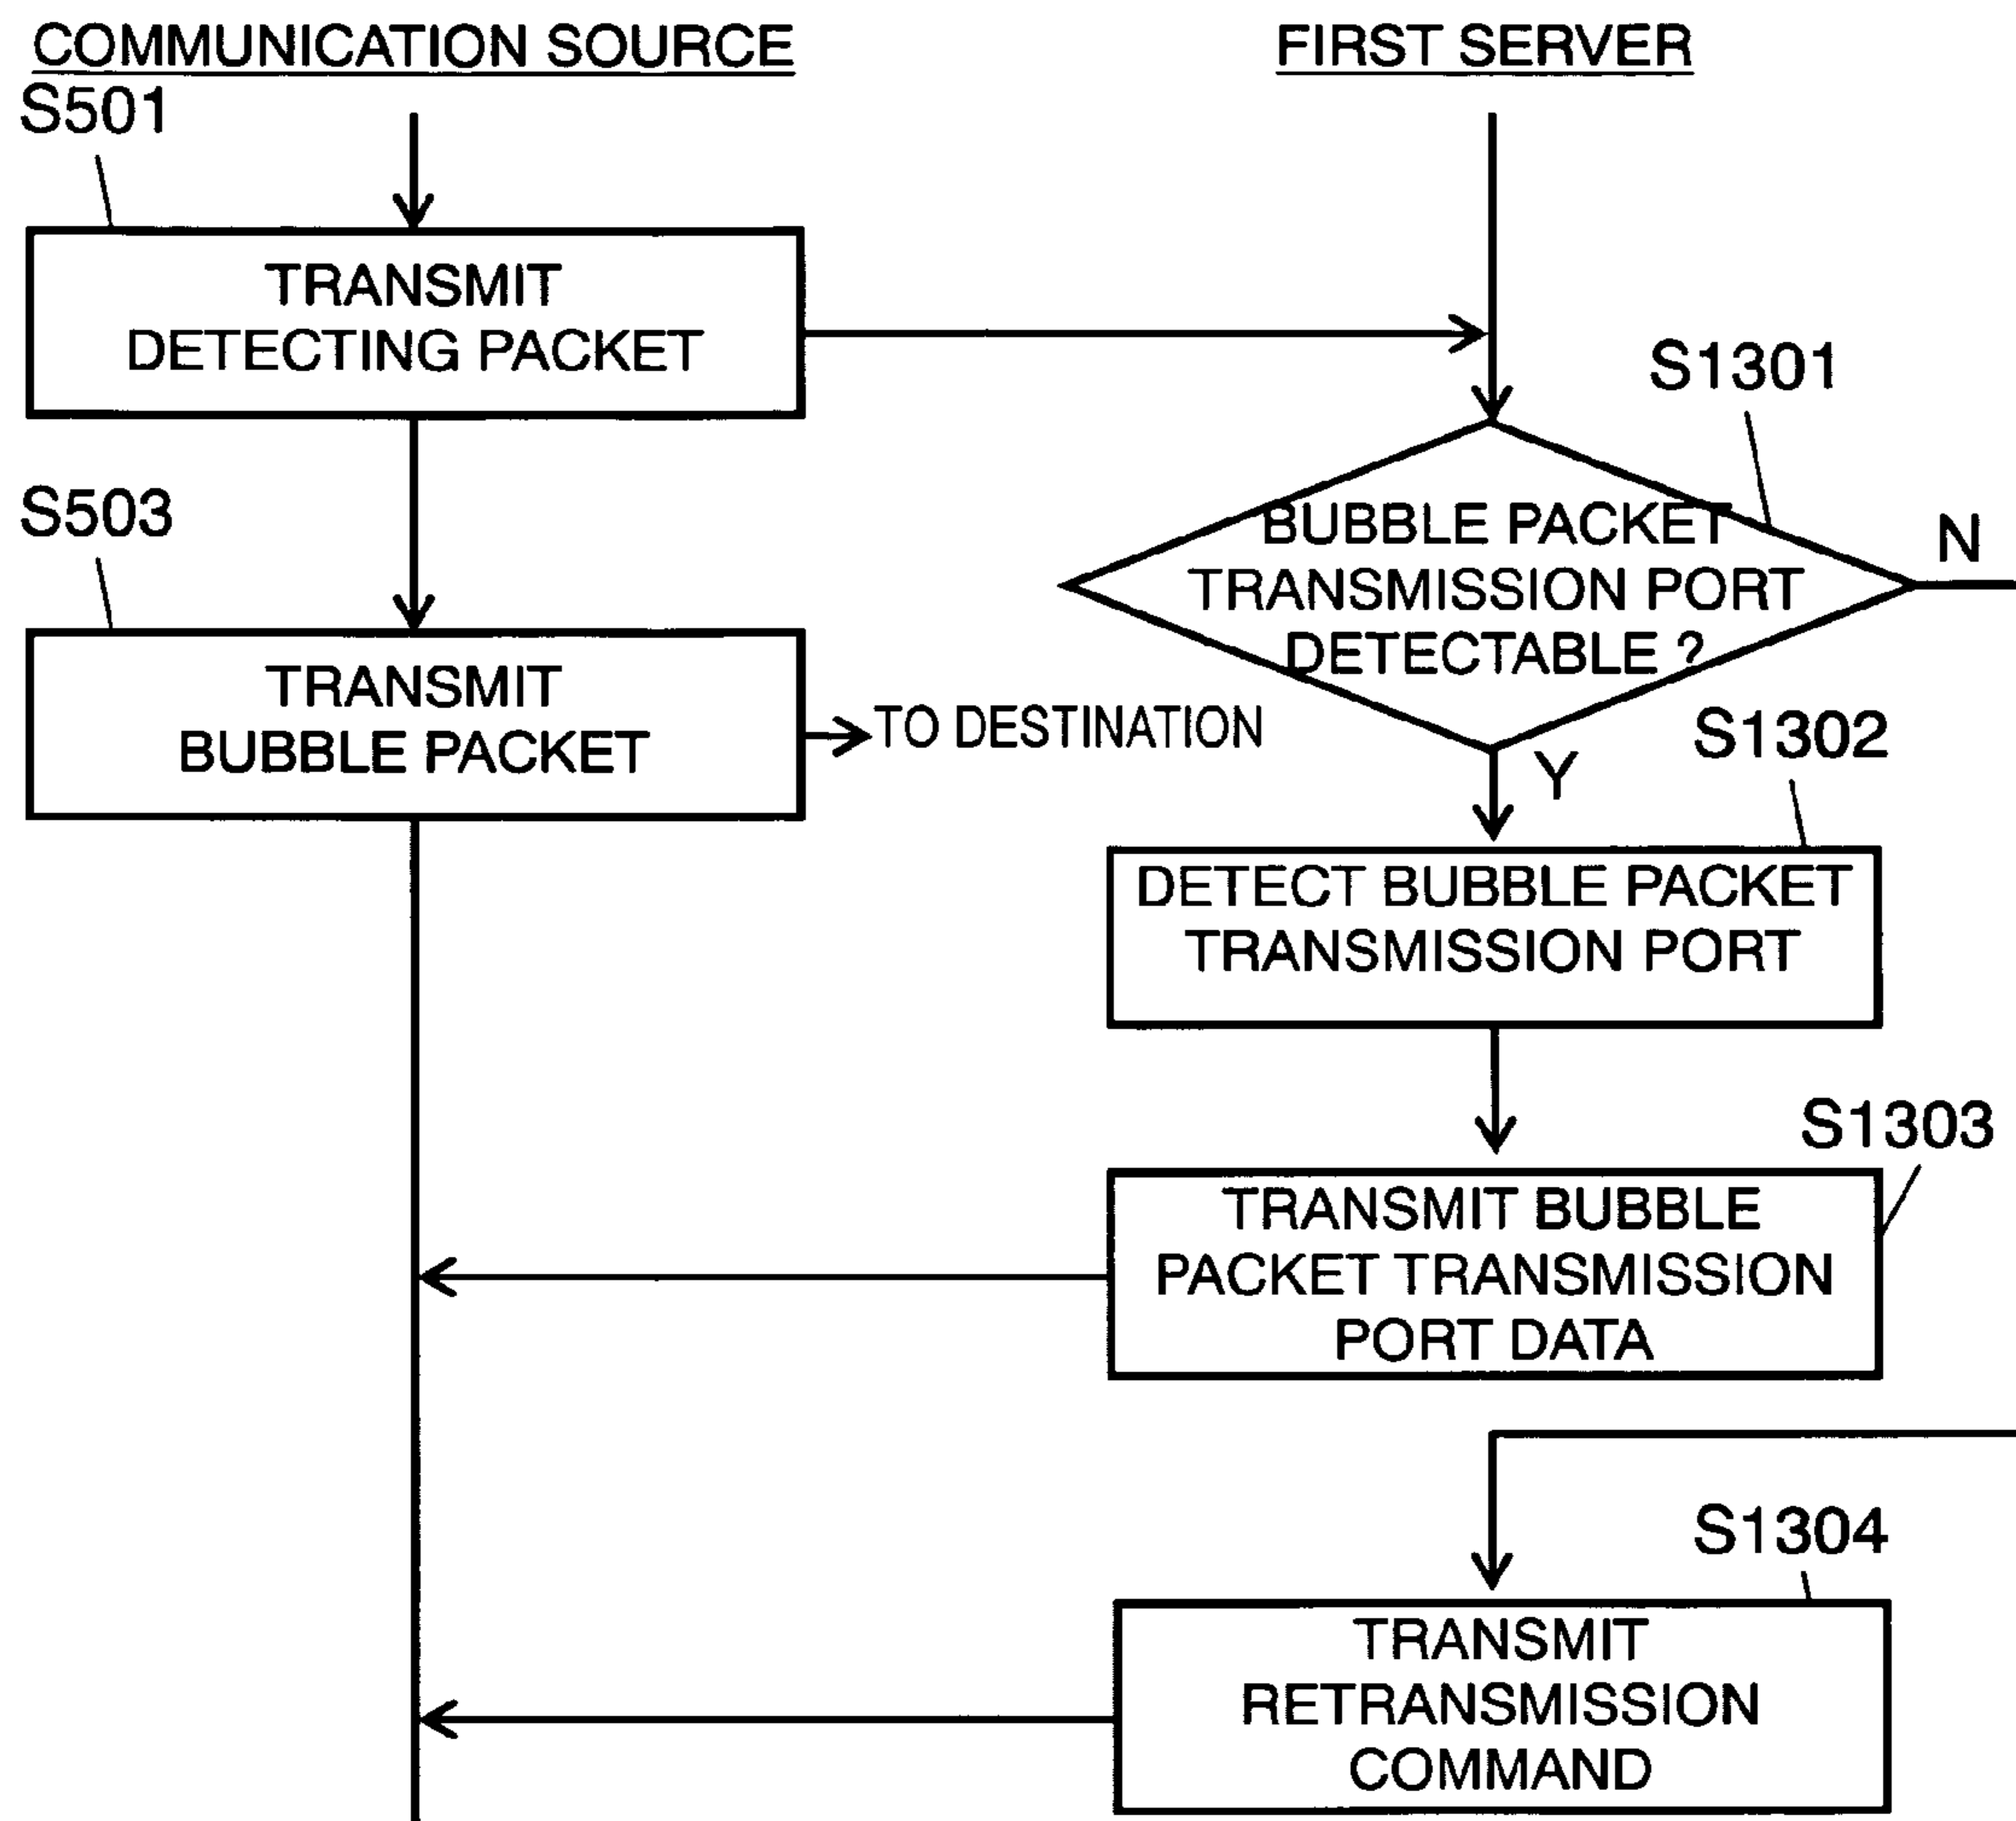 COMMUNICATION SOURCE
FIRST SERVER
S501
TRANSMIT
DETECTING PACKET
S1301
S503
BUBBLE PACKET
TRANSMISSION PORT
DETECTABLE ?
N
TRANSMIT
BUBBLE PACKET
TO DESTINATION
Y
S1302
DETECT BUBBLE PACKET
TRANSMISSION PORT
S1303
TRANSMIT BUBBLE
PACKET TRANSMISSION
PORT DATA
S1304
TRANSMIT
RETRANSMISSION
COMMAND